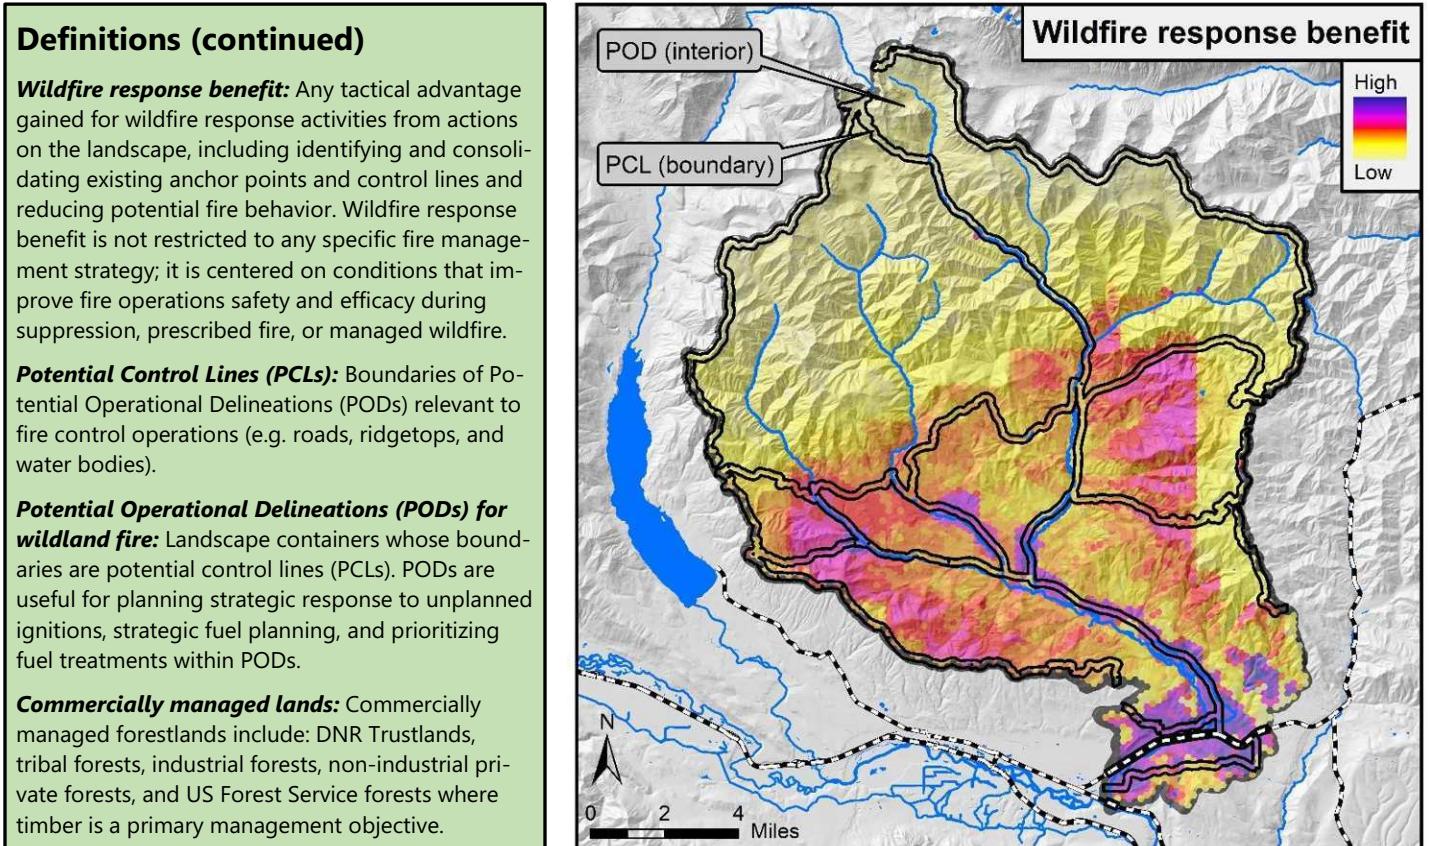 Definitions (continued)
Wildfire response benefit: Any tactical advantage
gained for wildfire response activities from actions
on the landscape, including identifying and consoli-
dating existing anchor points and control lines and
reducing potential fire behavior. Wildfire response
benefit is not restricted to any specific fire manage-
ment strategy; it is centered on conditions that im-
prove fire operations safety and efficacy during
suppression, prescribed fire, or managed wildfire.
Potential Control Lines (PCLs): Boundaries of Po-
tential Operational Delineations (PODs) relevant to
fire control operations (e.g. roads, ridgetops, and
water bodies).
Potential Operational Delineations (PODs) for
wildland fire: Landscape containers whose bound-
aries are potential control lines (PCLs). PODs are
useful for planning strategic response to unplanned
ignitions, strategic fuel planning, and prioritizing
fuel treatments within PODs.
Commercially managed lands: Commercially
managed forestlands include: DNR Trustlands,
tribal forests, industrial forests, non-industrial pri-
vate forests, and US Forest Service forests where
timber is a primary management objective.
Wildfire response benefit
High
Low
POD (interior)
PCL (boundary)
N
0 2 4
Miles